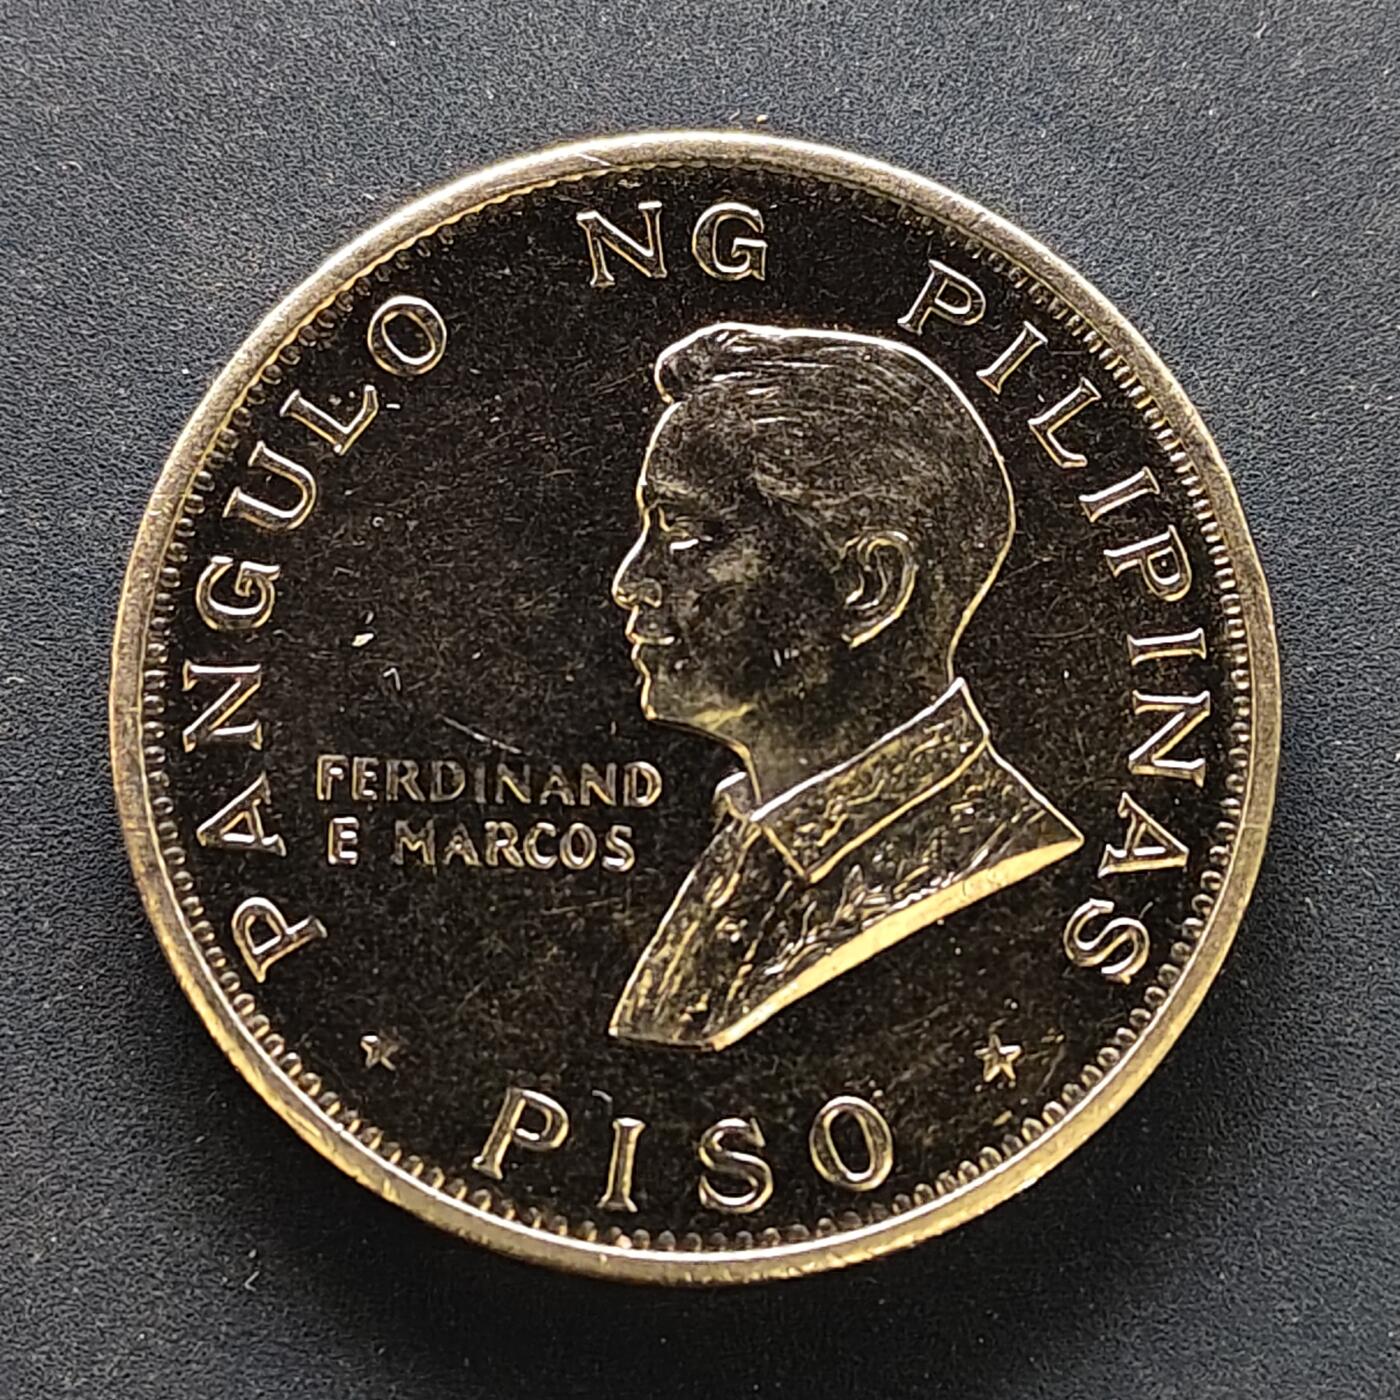 PANGULO NG PILIPINAS
FERDINAND
E MARCOS
PISO